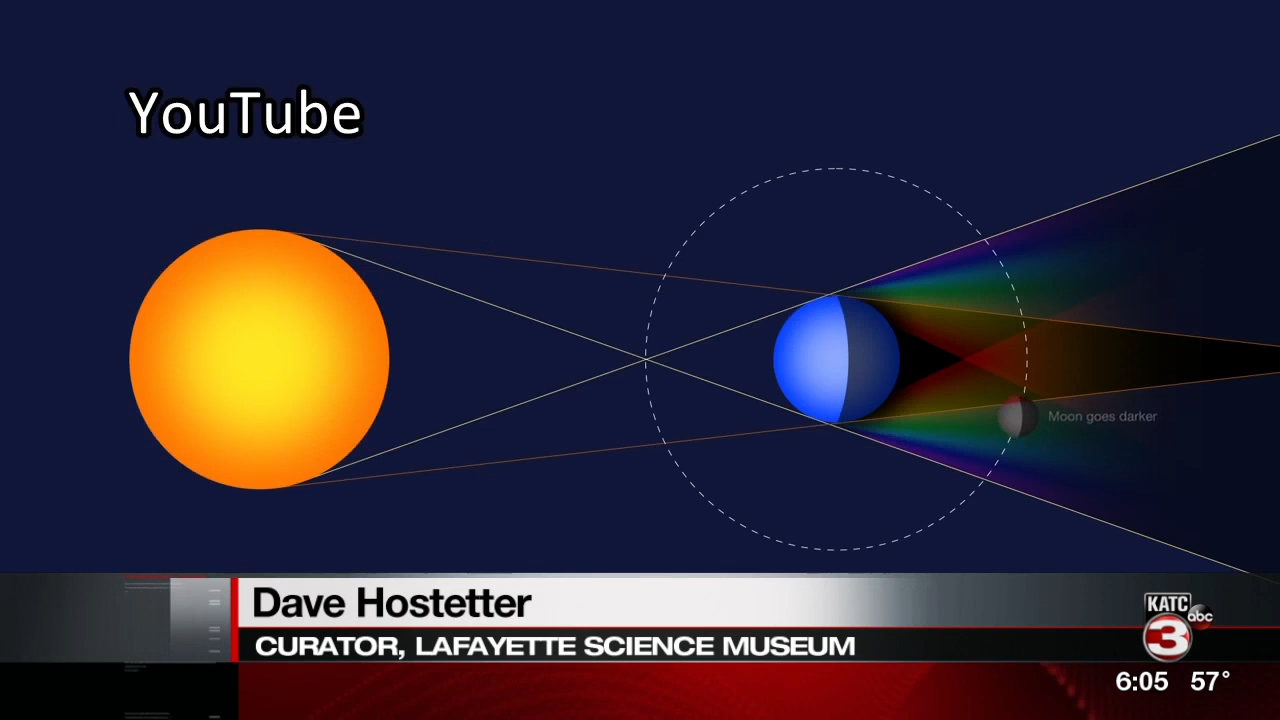 YouTube
Moon goes darker
Dave Hostetter
CURATOR, LAFAYETTE SCIENCE MUSEUM
KATC
abc
3
6:05 57°